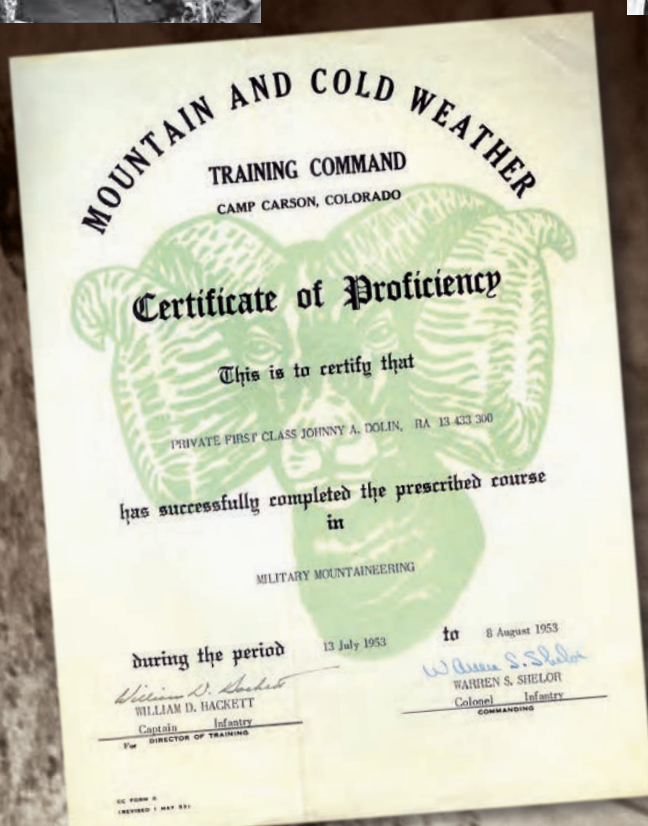 MOUNTAIN AND COLD WEATHER
TRAINING COMMAND
CAMP CARSON, COLORADO
Certificate of Proficiency
This is to certify that
PRIVATE FIRST CLASS JOHNNY A. DOLIN, RA 13 433 300
has successfully completed the prescribed course
in
MILITARY MOUNTAINEERING
during the period 13 July 1953 to 8 August 1953
William D. Hackett
WILLIAM D. HACKETT
Captain Infantry
For DIRECTOR OF TRAINING
Warren S. Shelor
WARREN S. SHELOR
Colonel Infantry
COMMANDING
CC FORM
(REVISED 1 MAY 53)